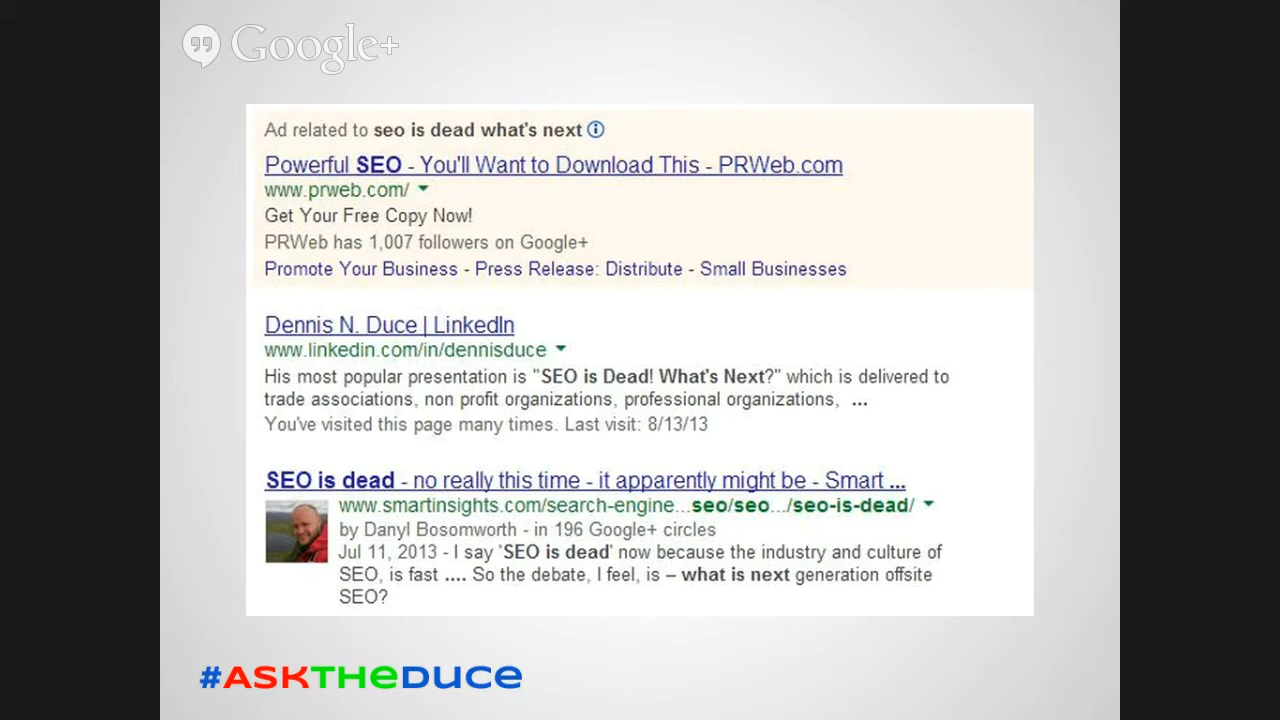 Google+
Ad related to seo is dead what's next
Powerful SEO - You'll Want to Download This - PRWeb.com
www.prweb.com/
Get Your Free Copy Now!
PRWeb has 1,007 followers on Google+
Promote Your Business - Press Release: Distribute - Small Businesses
Dennis N. Duce | LinkedIn
www.linkedin.com/in/dennisduce
His most popular presentation is "SEO is Dead! What's Next?" which is delivered to
trade associations, non profit organizations, professional organizations, ...
You've visited this page many times. Last visit: 8/13/13
SEO is dead - no really this time - it apparently might be - Smart ...
www.smartinsights.com/search-engine...seo/seo.../seo-is-dead/
by Danyl Bosomworth - in 196 Google+ circles
Jul 11, 2013 - I say 'SEO is dead' now because the industry and culture of
SEO, is fast .... So the debate, I feel, is – what is next generation offsite
SEO?
#ASKTHeDUCE